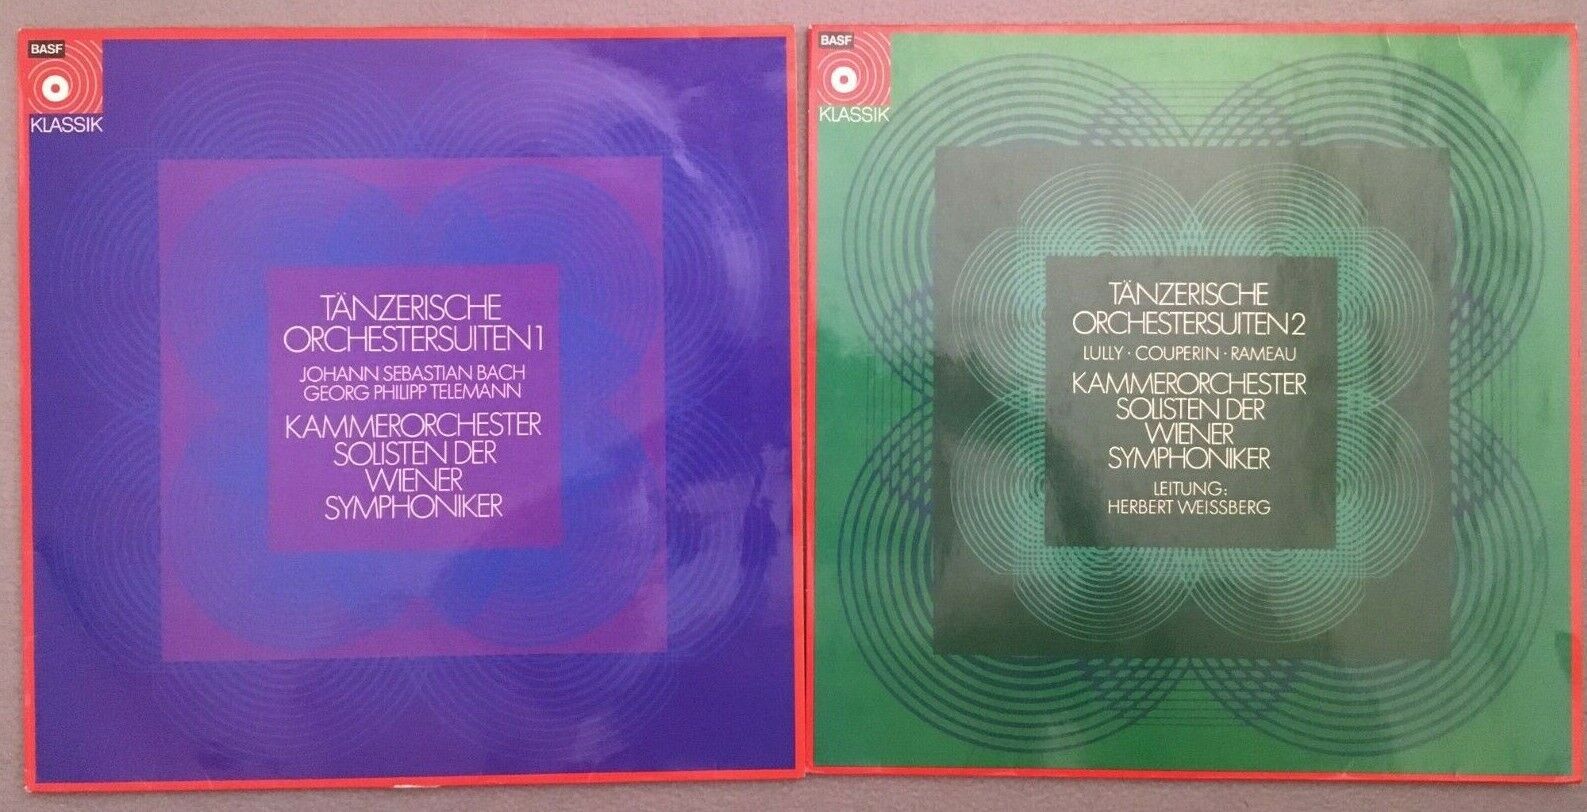 BASF
KLASSIK
TÄNZERISCHE
ORCHESTERSUITEN 1
JOHANN SEBASTIAN BACH
GEORG PHILIPP TELEMANN
KAMMERORCHESTER
SOLISTEN DER
WIENER
SYMPHONIKER
BASF
KLASSIK
TÄNZERISCHE
ORCHESTERSUITEN 2
LULLY · COUPERIN · RAMEAU
KAMMERORCHESTER
SOLISTEN DER
WIENER
SYMPHONIKER
LEITUNG:
HERBERT WEISSBERG